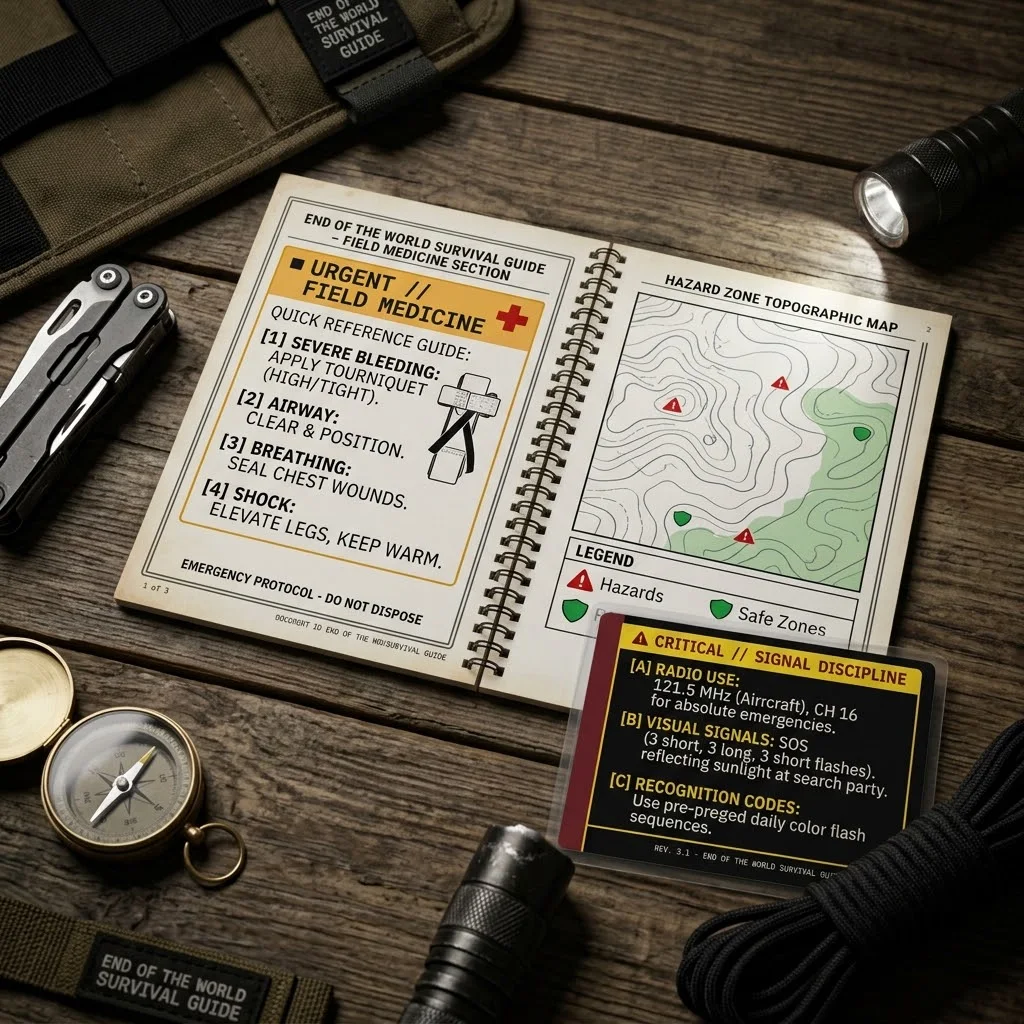 END OF
THE WORLD
SURVIVAL
GUIDE
END OF THE WORLD SURVIVAL GUIDE
– FIELD MEDICINE SECTION
URGENT //
FIELD MEDICINE
QUICK REFERENCE GUIDE:
[1] SEVERE BLEEDING:
APPLY TOURNIQUET
(HIGH/TIGHT).
[2] AIRWAY:
CLEAR & POSITION.
[3] BREATHING:
SEAL CHEST WOUNDS.
[4] SHOCK:
ELEVATE LEGS, KEEP WARM.
EMERGENCY PROTOCOL - DO NOT DISPOSE
1 of 3
HAZARD ZONE TOPOGRAPHIC MAP
2
LEGEND
Hazards
Safe Zones
CRITICAL // SIGNAL DISCIPLINE
[A] RADIO USE:
121.5 MHz (Airrcraft), CH 16
for absolute emergencies.
[B] VISUAL SIGNALS: SOS
(3 short, 3 long, 3 short flashes).
reflecting sunlight at search party.
[C] RECOGNITION CODES:
Use pre-preged daily color flash
sequences.
REV. 3.1 - END OF THE WORLD SURVIVAL
END OF THE WORLD
SURVIVAL GUIDE